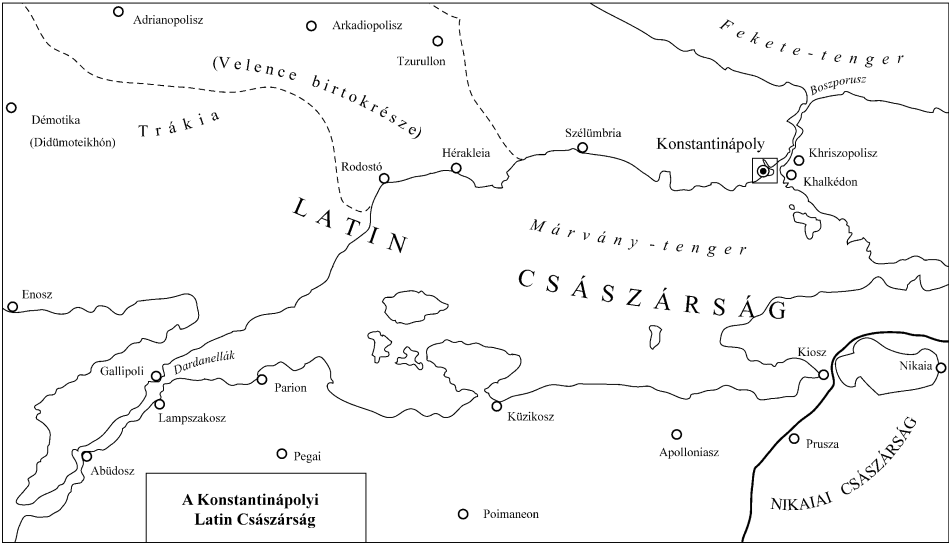 Adrianopolisz
Arkadiopolisz
Tzurullon
Fekete-tenger
Boszporusz
(Velence birtokrésze)
Trákia
Démotika
(Didümoteikhón)
Szélümbria
Konstantinápoly
Khriszopolisz
Khalkédon
Hérakleia
Rodostó
LATIN
Márvány-tenger
CSÁSZÁRSÁG
Enosz
Dardanellák
Gallipoli
Lampszakosz
Parion
Kiosz
Nikaia
Küzikosz
Abüdosz
Pegai
Apolloniasz
Prusza
NIKAIAI CSÁSZÁRSÁG
Poimaneon
A Konstantinápolyi
Latin Császárság